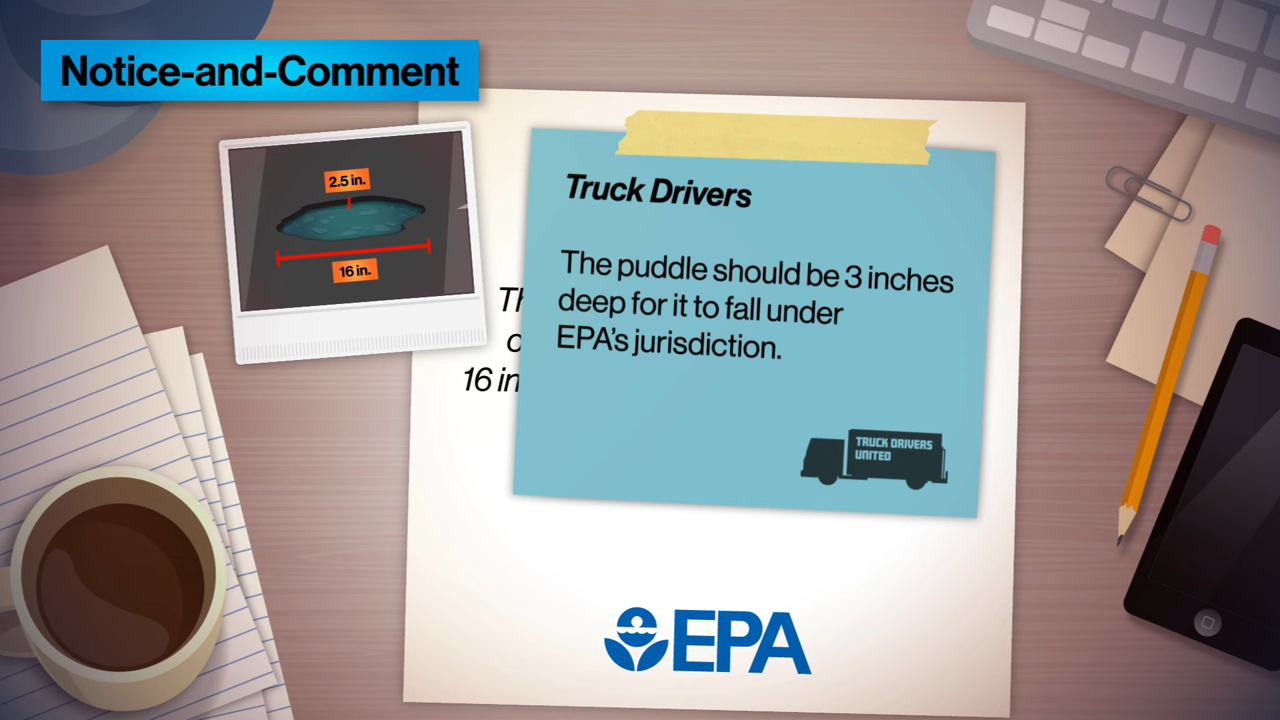 Notice-and-Comment
2.5 in.
16 in.
Truck Drivers
The puddle should be 3 inches
deep for it to fall under
EPA's jurisdiction.
TRUCK DRIVERS
UNITED
16 in
EPA